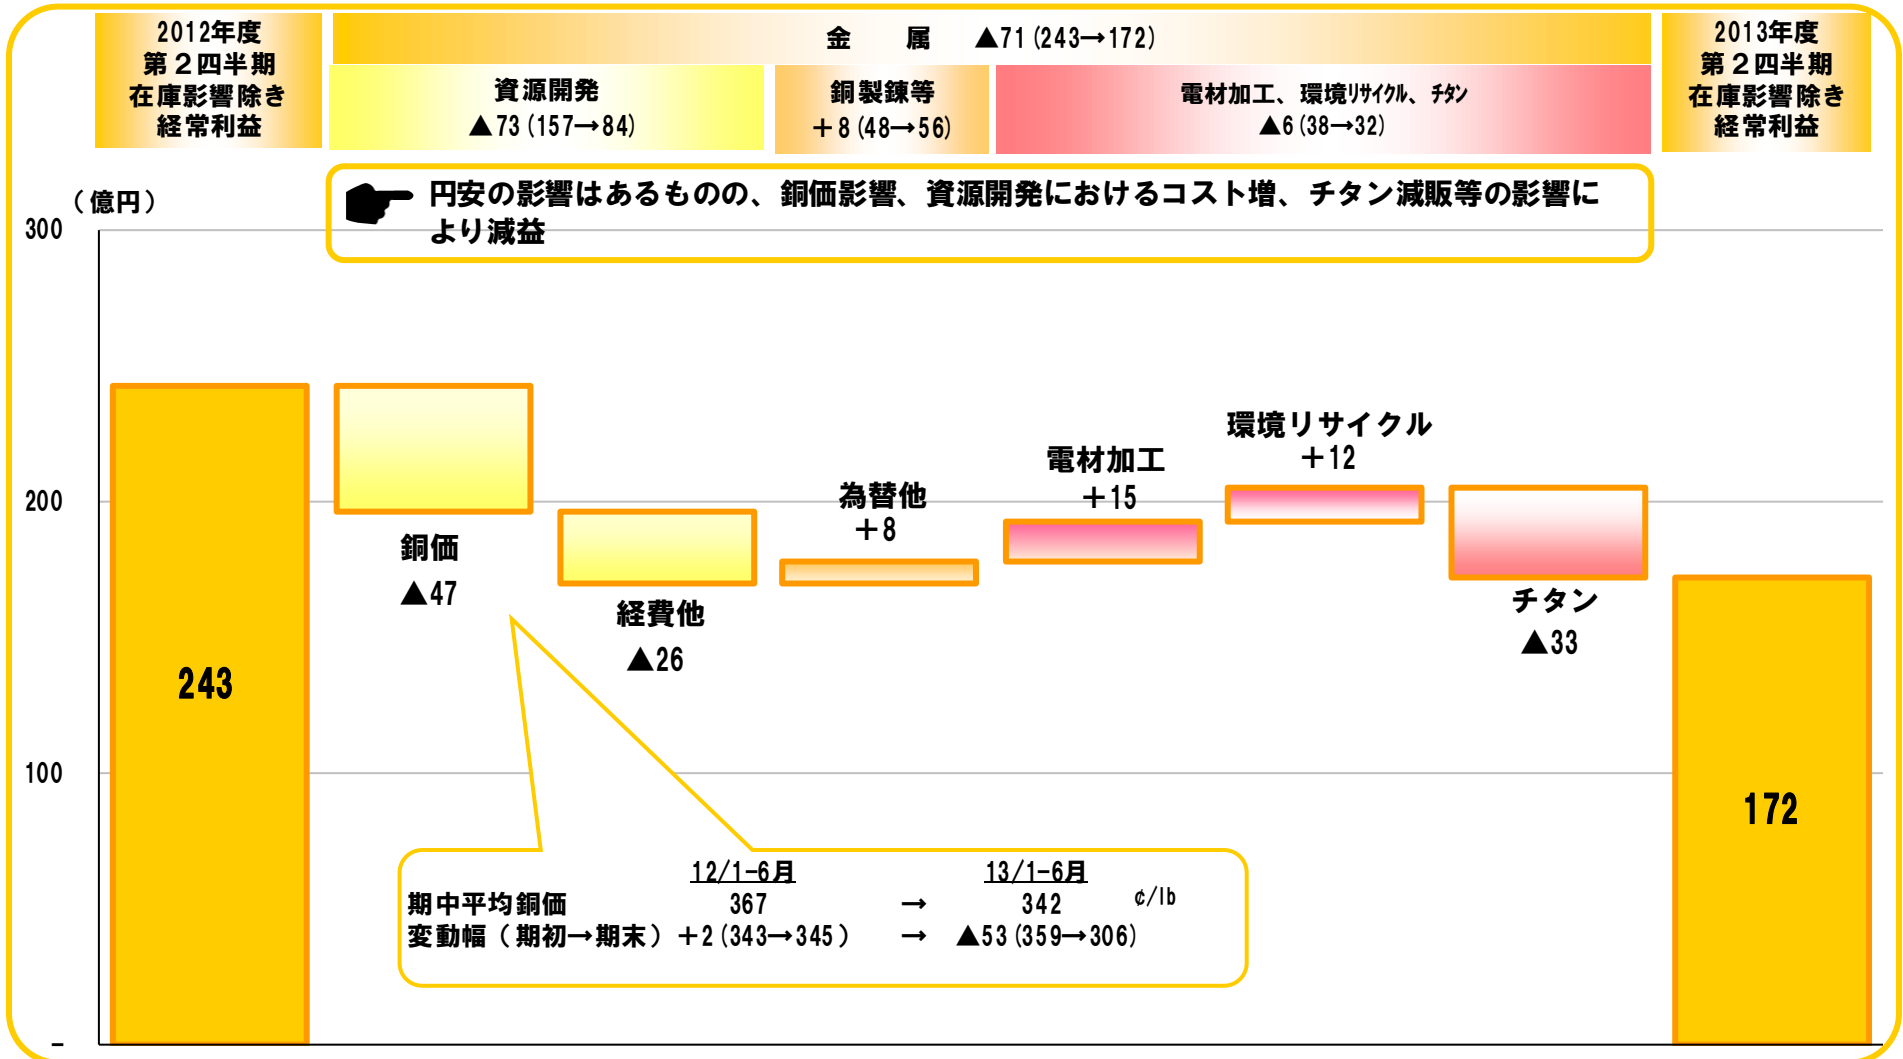 2012年度
第２四半期
在庫影響除き
経常利益
金　　属　▲71(243→172)
資源開発
▲73(157→84)
銅製錬等
＋8(48→56)
電材加工、環境ﾘｻｲｸﾙ、ﾁﾀﾝ
▲6(38→32)
2013年度
第２四半期
在庫影響除き
経常利益
円安の影響はあるものの、銅価影響、資源開発におけるコスト増、チタン減販等の影響に
より減益
（億円）
300
200
100
－
243
銅価
▲47
経費他
▲26
為替他
＋8
電材加工
＋15
環境リサイクル
＋12
チタン
▲33
172
12/1-6月　13/1-6月
期中平均銅価　367　→　342　¢/lb
変動幅（期初→期末）＋2(343→345)　→　▲53(359→306)